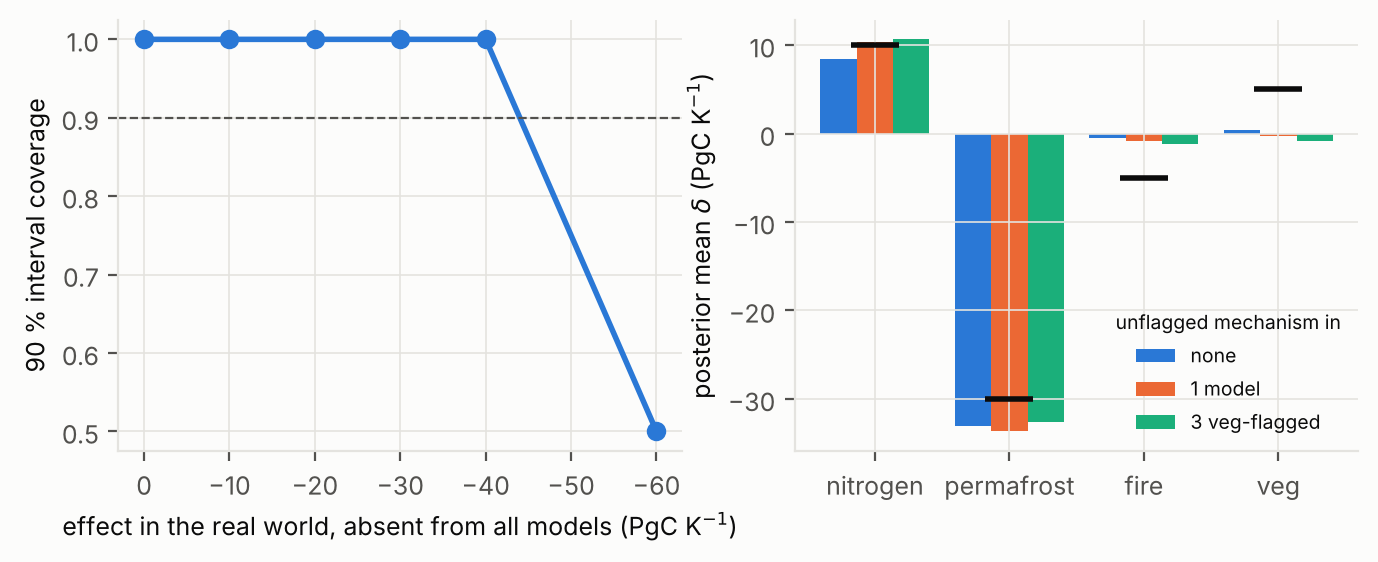 90 % interval coverage
1.0
0.9
0.8
0.7
0.6
0.5
0
−10
−20
−30
−40
−50
−60
effect in the real world, absent from all models (PgC K⁻¹)
posterior mean δ (PgC K⁻¹)
10
0
−10
−20
−30
nitrogen
permafrost
fire
veg
unflagged mechanism in
none
1 model
3 veg-flagged